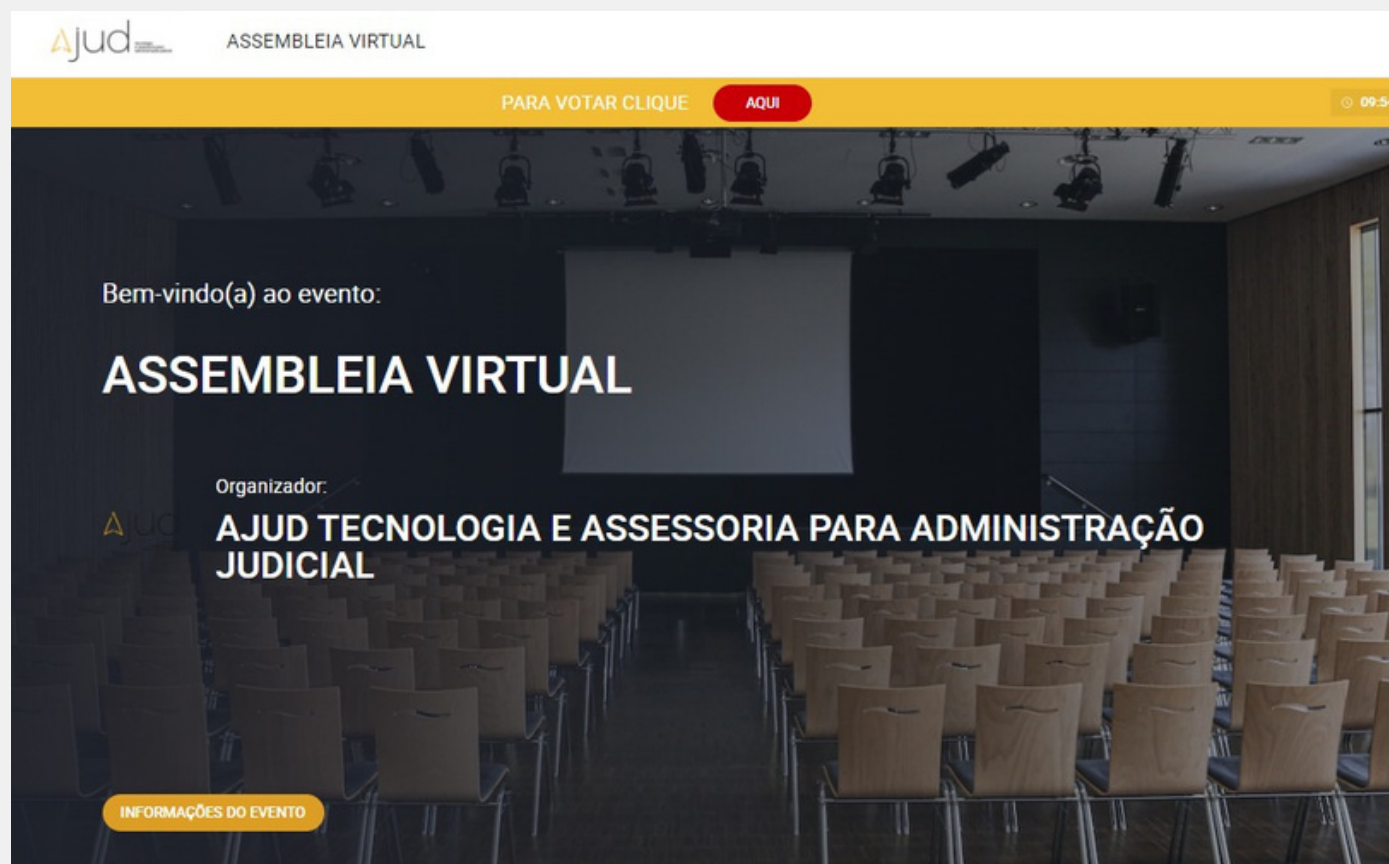 Ajud
ASSEMBLEIA VIRTUAL
PARA VOTAR CLIQUE AQUI
Bem-vindo(a) ao evento:
ASSEMBLEIA VIRTUAL
Organizador:
Ajud
AJUD TECNOLOGIA E ASSESSORIA PARA ADMINISTRAÇÃO
JUDICIAL
INFORMAÇÕES DO EVENTO